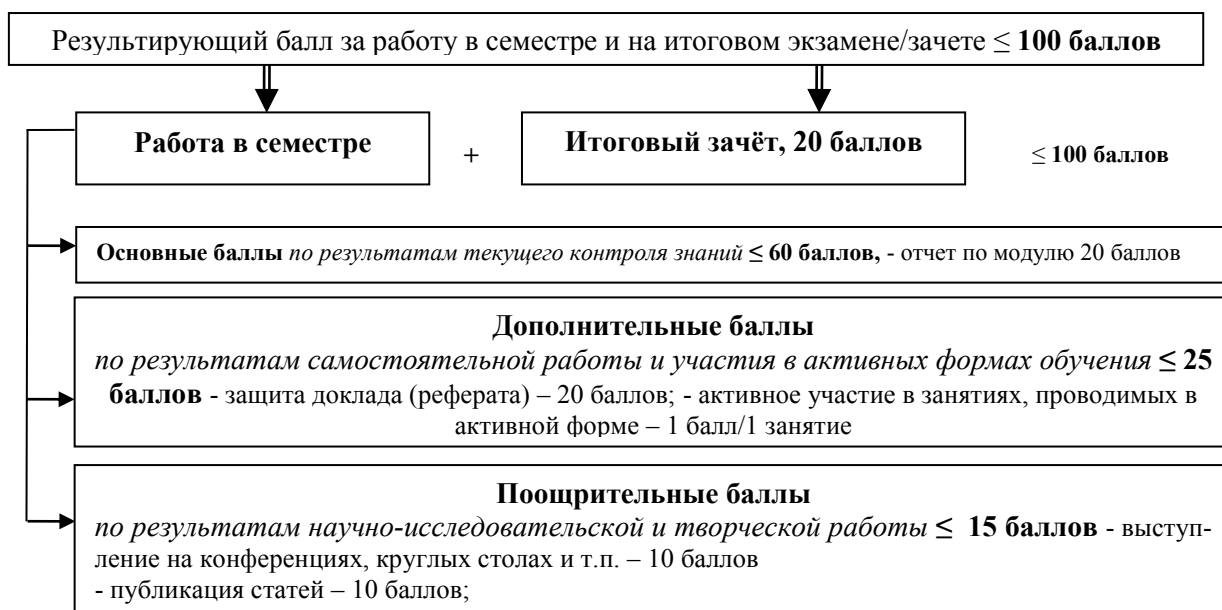 Результирующий балл за работу в семестре и на итоговом экзамене/зачете ≤ 100 баллов
Работа в семестре
+
Итоговый зачёт, 20 баллов
≤ 100 баллов
Основные баллы по результатам текущего контроля знаний ≤ 60 баллов, - отчет по модулю 20 баллов
Дополнительные баллы
по результатам самостоятельной работы и участия в активных формах обучения ≤ 25
баллов - защита доклада (реферата) – 20 баллов; - активное участие в занятиях, проводимых в
активной форме – 1 балл/1 занятие
Поощрительные баллы
по результатам научно-исследовательской и творческой работы ≤ 15 баллов - выступ-
ление на конференциях, круглых столах и т.п. – 10 баллов
- публикация статей – 10 баллов;